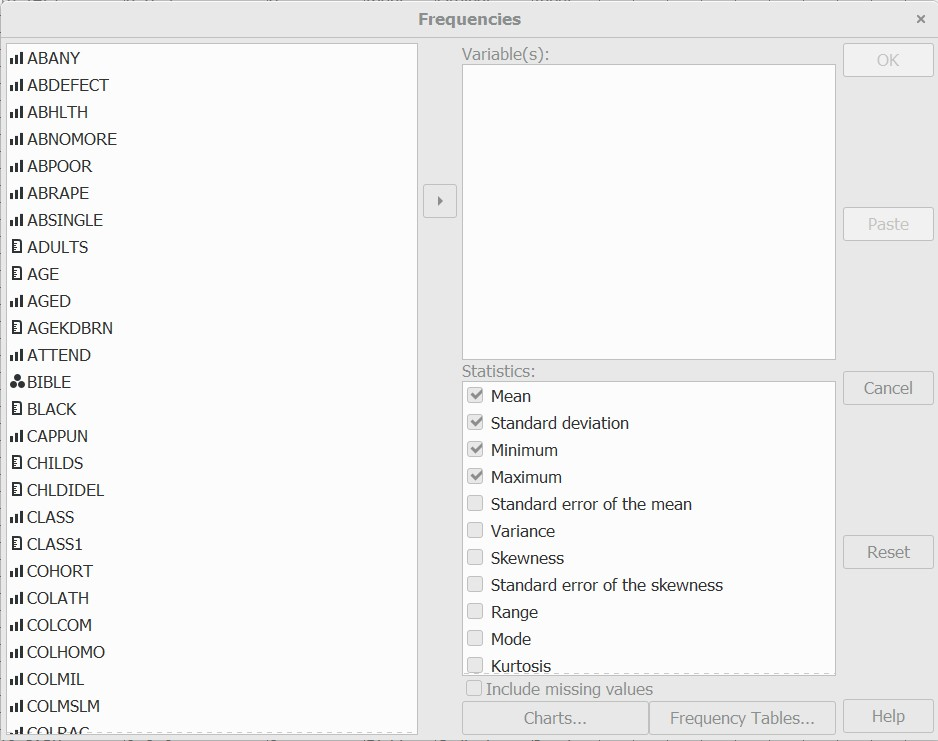 Frequencies
×
ABANY
ABDEFECT
ABHLTH
ABNOMORE
ABPOOR
ABRAPE
ABSINGLE
ADULTS
AGE
AGED
AGEKDBRN
ATTEND
BIBLE
BLACK
CAPPUN
CHILDS
CHLDIDEL
CLASS
CLASS1
COHORT
COLATH
COLCOM
COLHOMO
COLMIL
COLMSLM
COLRAC
Variable(s):
Statistics:
Mean
Standard deviation
Minimum
Maximum
Standard error of the mean
Variance
Skewness
Standard error of the skewness
Range
Mode
Kurtosis
Include missing values
Charts...
Frequency Tables...
OK
Paste
Cancel
Reset
Help